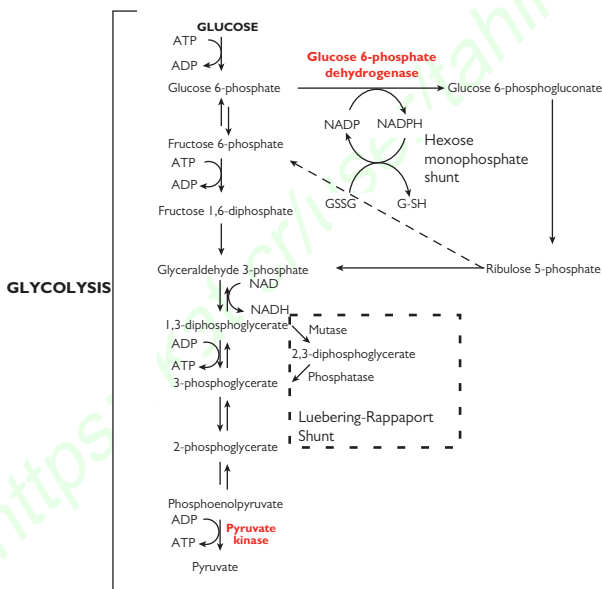 GLUCOSE
ATP
ADP
Glucose 6-phosphate
dehydrogenase
Glucose 6-phosphate
Glucose 6-phosphogluconate
NADP
NADPH
Hexose
monophosphate
shunt
GSSG
G-SH
Fructose 6-phosphate
ATP
ADP
Fructose 1,6-diphosphate
Glyceraldehyde 3-phosphate
Ribulose 5-phosphate
GLYCOLYSIS
NAD
NADH
1,3-diphosphoglycerate
Mutase
2,3-diphosphoglycerate
Phosphatase
ADP
ATP
3-phosphoglycerate
Luebering-Rappaport
Shunt
2-phosphoglycerate
Phosphoenolpyruvate
ADP
ATP
Pyruvate
kinase
Pyruvate